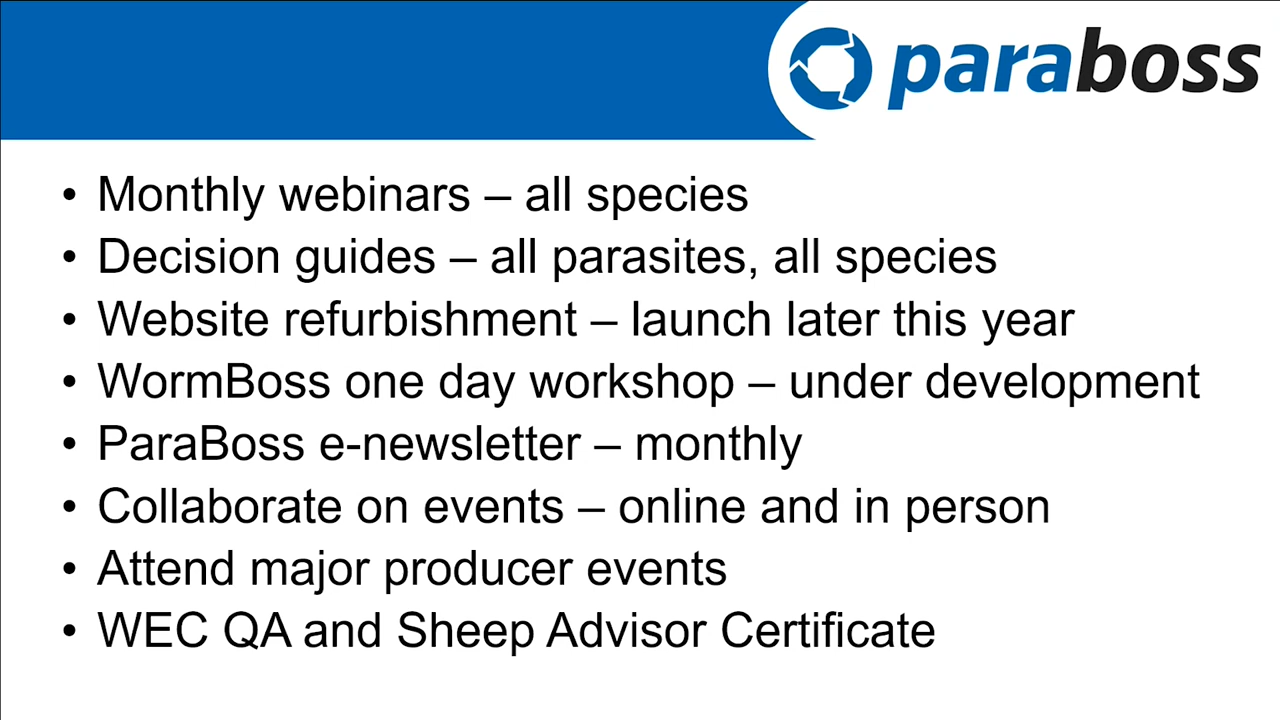 paraboss
• Monthly webinars – all species
• Decision guides – all parasites, all species
• Website refurbishment – launch later this year
• WormBoss one day workshop – under development
• ParaBoss e-newsletter – monthly
• Collaborate on events – online and in person
• Attend major producer events
• WEC QA and Sheep Advisor Certificate